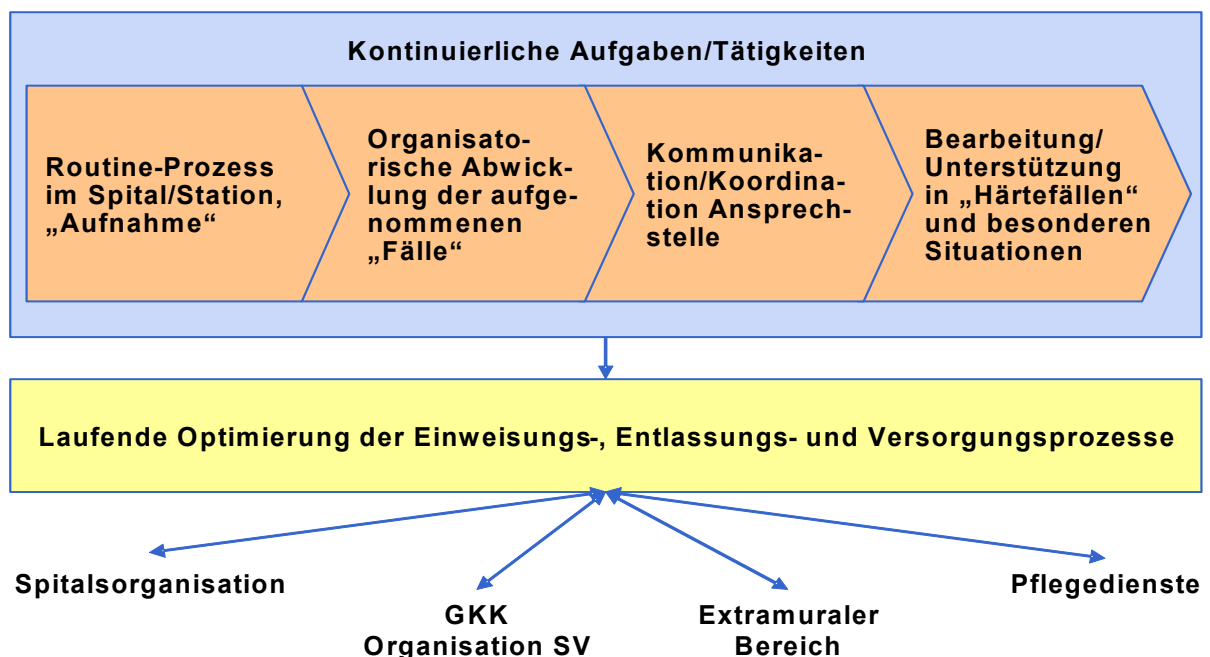 Kontinuierliche Aufgaben/Tätigkeiten
Routine-Prozess
im Spital/Station,
„Aufnahme“
Organisato-
rische Abwick-
lung der aufge-
nommenen
„Fälle“
Kommunika-
tion/Koordina-
tion Ansprech-
stelle
Bearbeitung/
Unterstützung
in „Härtefällen“
und besonderen
Situationen
Laufende Optimierung der Einweisungs-, Entlassungs- und Versorgungsprozesse
Spitalsorganisation
GKK
Organisation SV
Extramuraler
Bereich
Pflegedienste